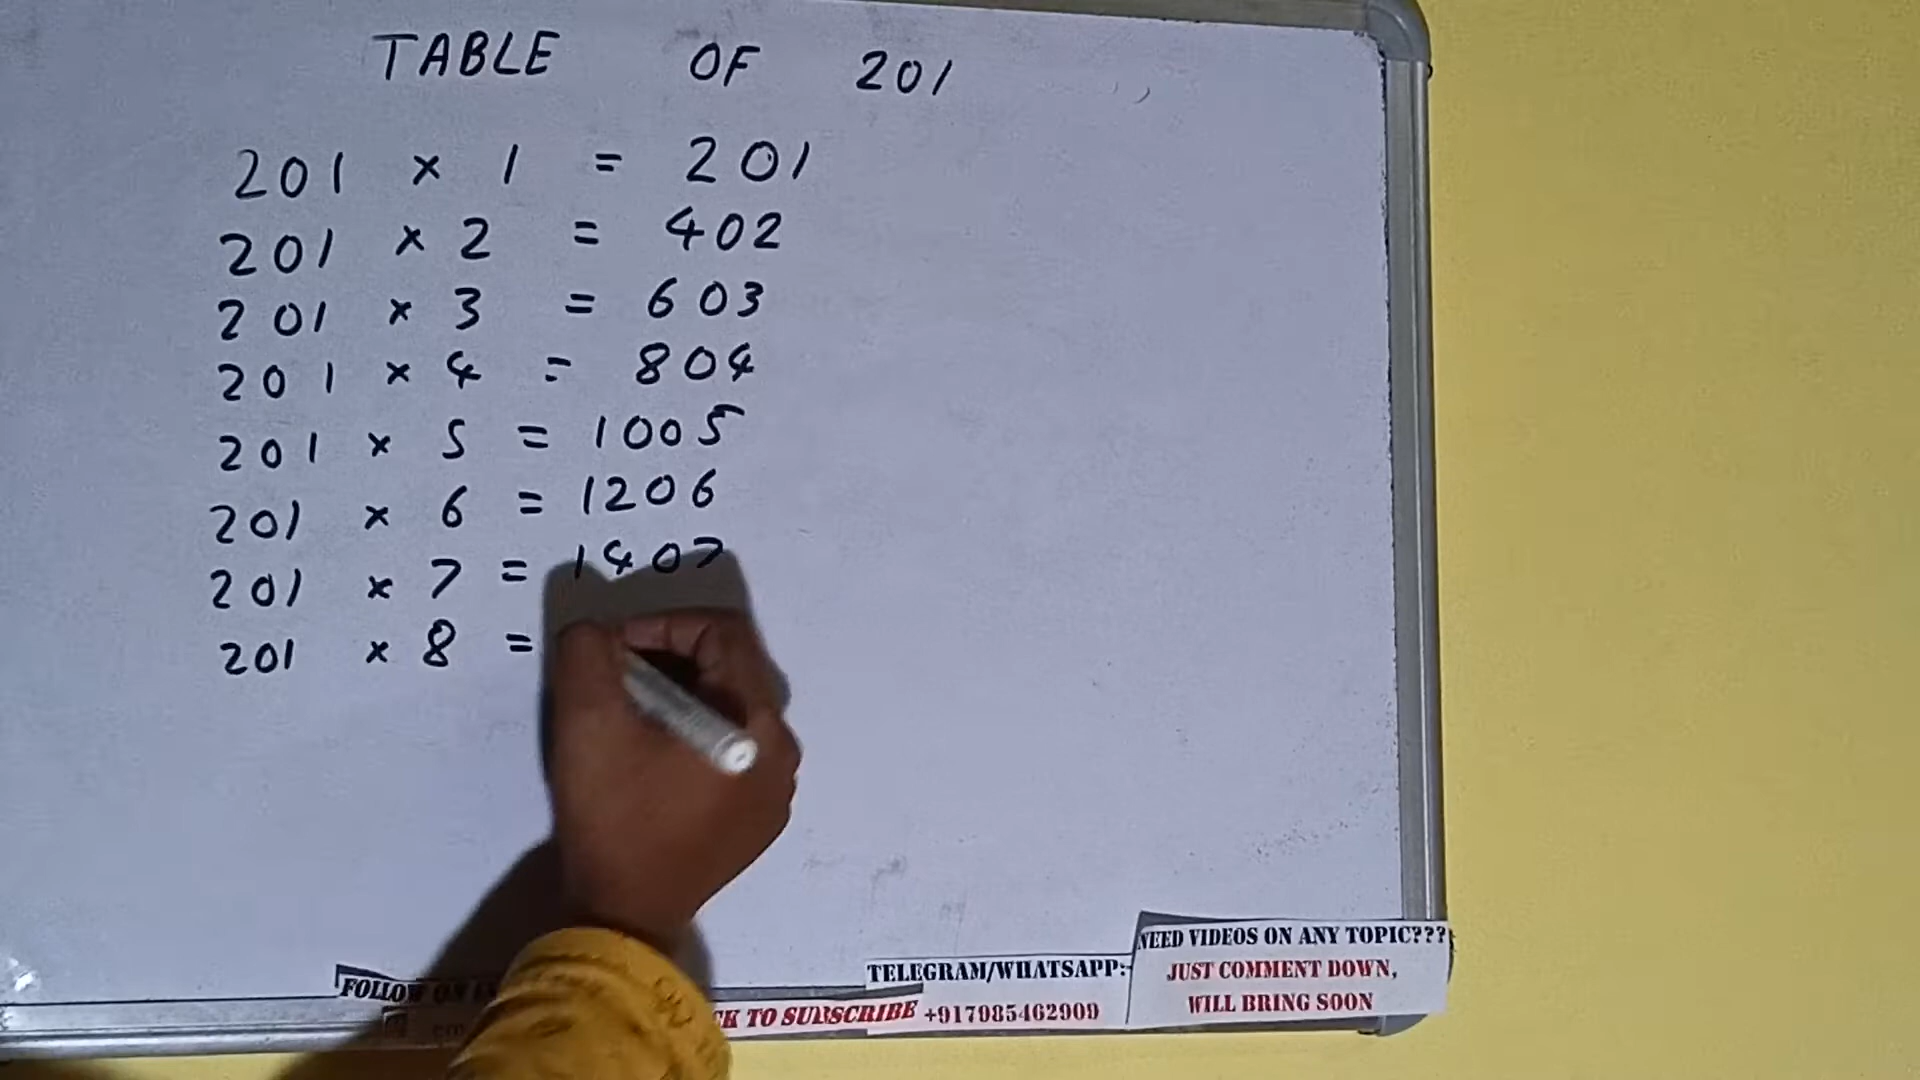 TABLE OF 201
201 × 1 = 201
201 × 2 = 402
201 × 3 = 603
201 × 4 = 804
201 × 5 = 1005
201 × 6 = 1206
201 × 7 = 1407
201 × 8 =
FOLLOW ON
TO SUBSCRIBE
TELEGRAM/WHATSAPP:-
+917985462909
NEED VIDEOS ON ANY TOPIC???
JUST COMMENT DOWN,
WILL BRING SOON